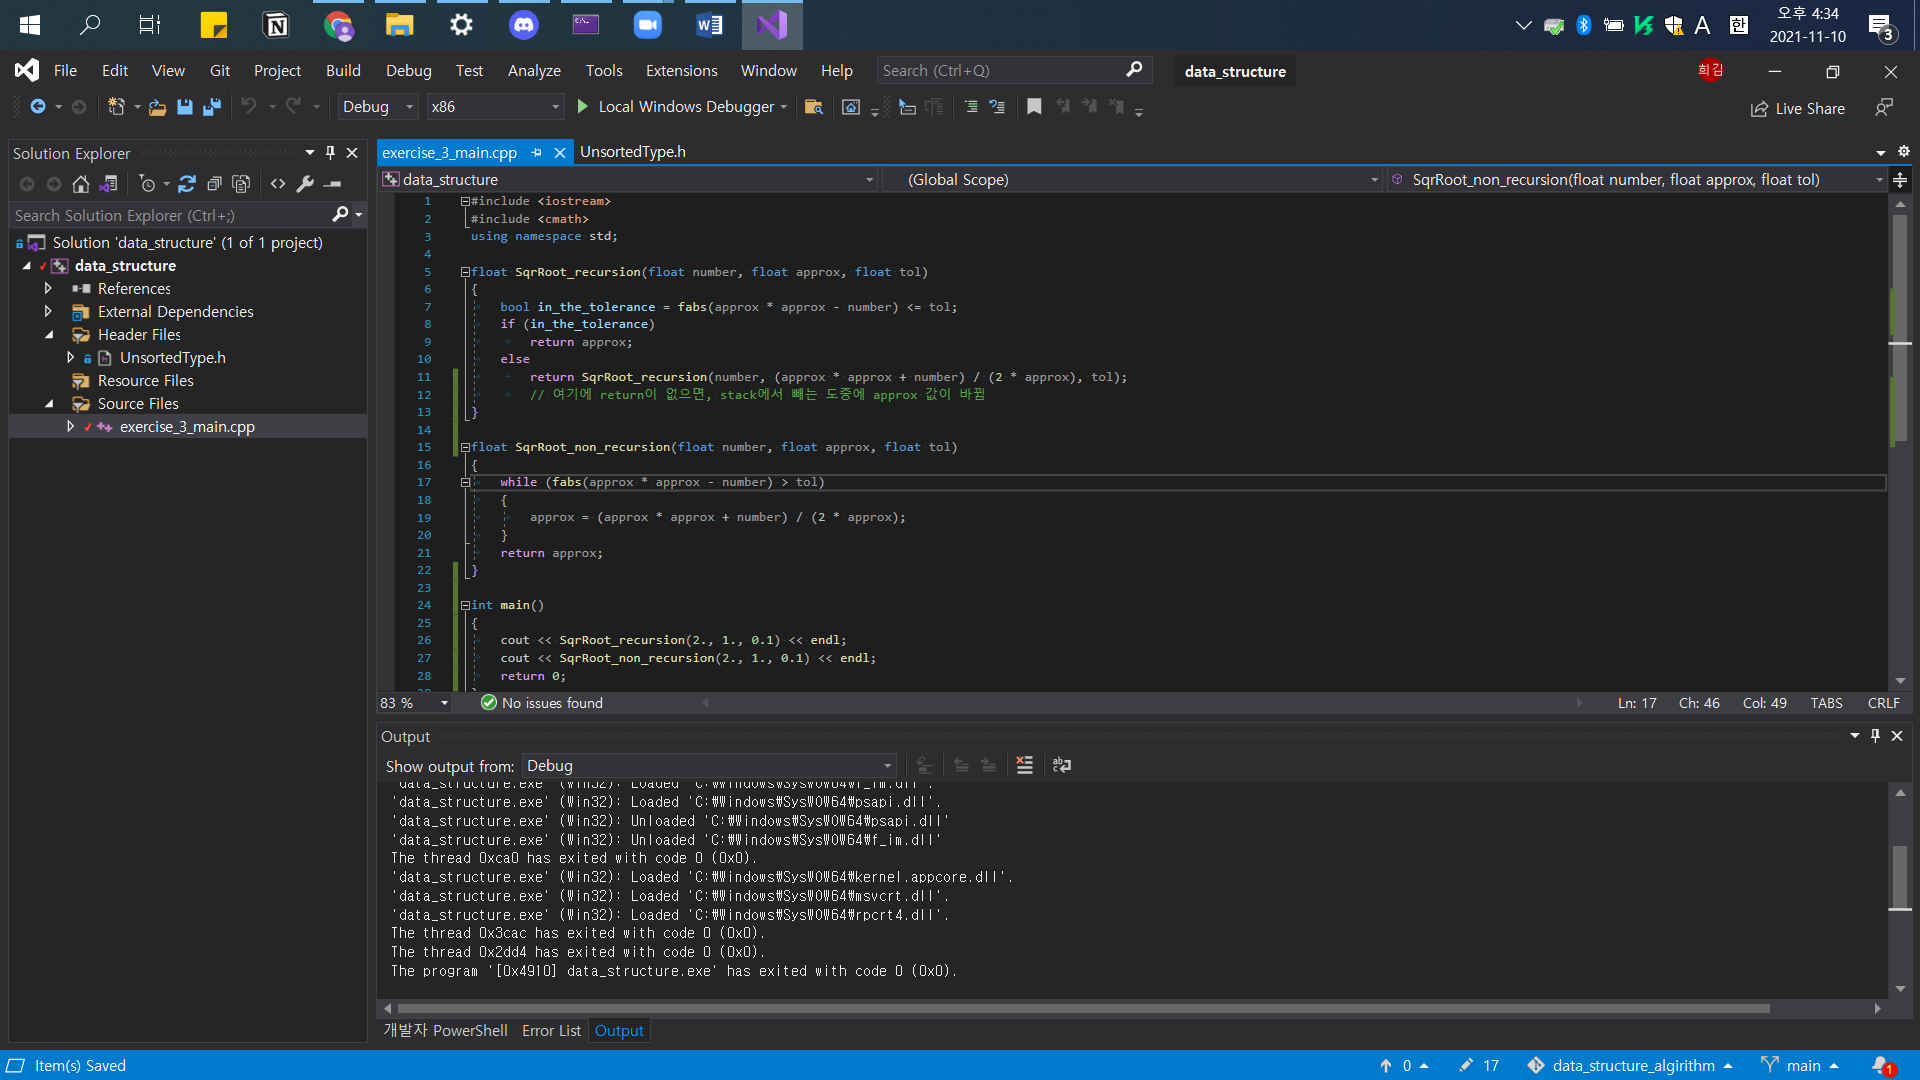 오후 4:34
2021-11-10
A
한
3
File Edit View Git Project Build Debug Test Analyze Tools Extensions Window Help Search (Ctrl+Q) data_structure 희김
Debug x86 Local Windows Debugger Live Share
Solution Explorer
Search Solution Explorer (Ctrl+;)
Solution 'data_structure' (1 of 1 project)
data_structure
References
External Dependencies
Header Files
UnsortedType.h
Resource Files
Source Files
exercise_3_main.cpp
exercise_3_main.cpp UnsortedType.h
data_structure (Global Scope) SqrRoot_non_recursion(float number, float approx, float tol)
1 #include <iostream>
2 #include <cmath>
3 using namespace std;
4
5 float SqrRoot_recursion(float number, float approx, float tol)
6 {
7 bool in_the_tolerance = fabs(approx * approx - number) <= tol;
8 if (in_the_tolerance)
9 return approx;
10 else
11 return SqrRoot_recursion(number, (approx * approx + number) / (2 * approx), tol);
12 // 여기에 return이 없으면, stack에서 빼는 도중에 approx 값이 바뀜
13 }
14
15 float SqrRoot_non_recursion(float number, float approx, float tol)
16 {
17 while (fabs(approx * approx - number) > tol)
18 {
19 approx = (approx * approx + number) / (2 * approx);
20 }
21 return approx;
22 }
23
24 int main()
25 {
26 cout << SqrRoot_recursion(2., 1., 0.1) << endl;
27 cout << SqrRoot_non_recursion(2., 1., 0.1) << endl;
28 return 0;
83 % No issues found Ln: 17 Ch: 46 Col: 49 TABS CRLF
Output
Show output from: Debug
'data_structure.exe' (Win32): Loaded 'C:₩Windows₩SysWOW64₩f_im.dll'.
'data_structure.exe' (Win32): Loaded 'C:₩Windows₩SysWOW64₩psapi.dll'.
'data_structure.exe' (Win32): Unloaded 'C:₩Windows₩SysWOW64₩psapi.dll'
'data_structure.exe' (Win32): Unloaded 'C:₩Windows₩SysWOW64₩f_im.dll'
The thread 0xca0 has exited with code 0 (0x0).
'data_structure.exe' (Win32): Loaded 'C:₩Windows₩SysWOW64₩kernel.appcore.dll'.
'data_structure.exe' (Win32): Loaded 'C:₩Windows₩SysWOW64₩msvcrt.dll'.
'data_structure.exe' (Win32): Loaded 'C:₩Windows₩SysWOW64₩rpcrt4.dll'.
The thread 0x3cac has exited with code 0 (0x0).
The thread 0x2dd4 has exited with code 0 (0x0).
The program '[0x4910] data_structure.exe' has exited with code 0 (0x0).
개발자 PowerShell Error List Output
Item(s) Saved 0 17 data_structure_algirithm main 1